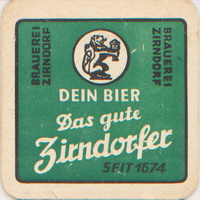 BRAUEREI
ZIRNDORF
BRAUEREI
ZIRNDORF
DEIN BIER
Das gute
Zirndorfer
SEIT 1674